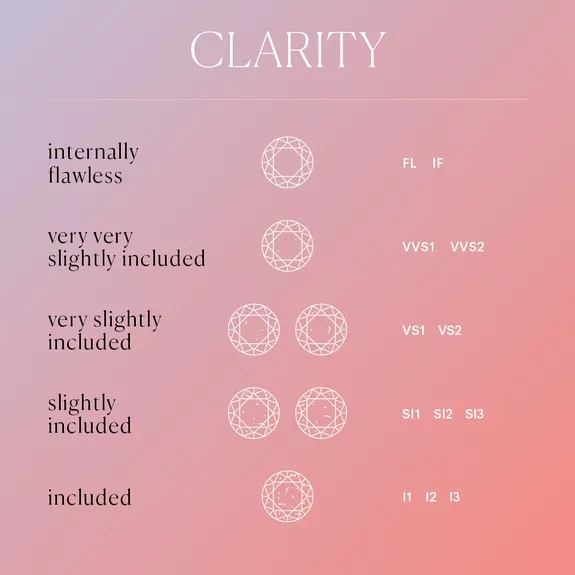 CLARITY
internally
flawless
FL IF
very very
slightly included
VVS1 VVS2
very slightly
included
VS1 VS2
slightly
included
SI1 SI2 SI3
included
I1 I2 I3